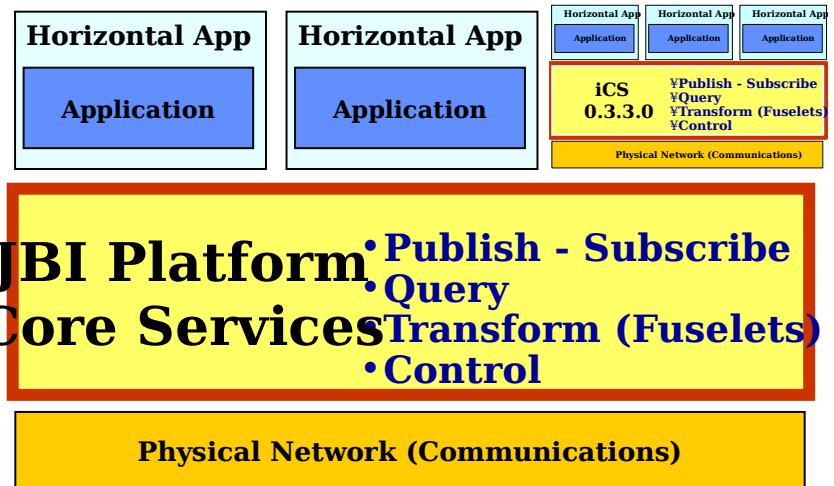 Horizontal App
Application
Horizontal App
Application
Horizontal App
Application
Horizontal App
Application
Horizontal App
Application
iCS
0.3.3.0
¥Publish - Subscribe
¥Query
¥Transform (Fuselets)
¥Control
Physical Network (Communications)
JBI Platform
Core Services
•Publish - Subscribe
•Query
•Transform (Fuselets)
•Control
Physical Network (Communications)